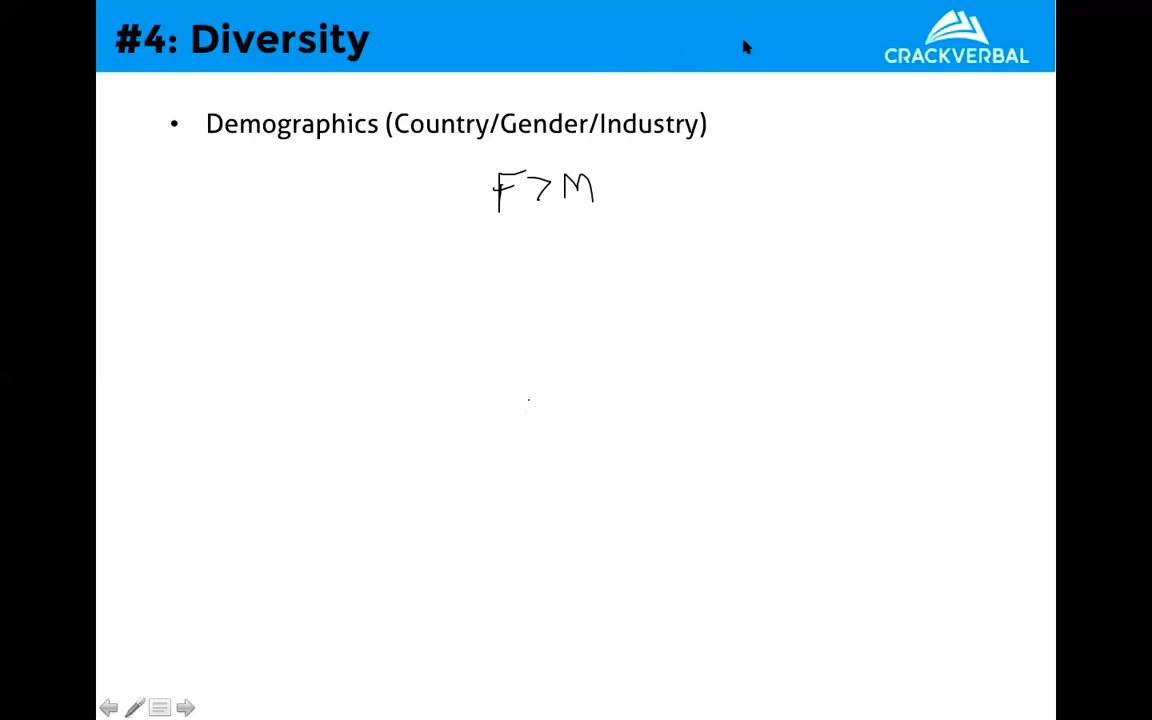 #4: Diversity
CRACKVERBAL
• Demographics (Country/Gender/Industry)
F > M